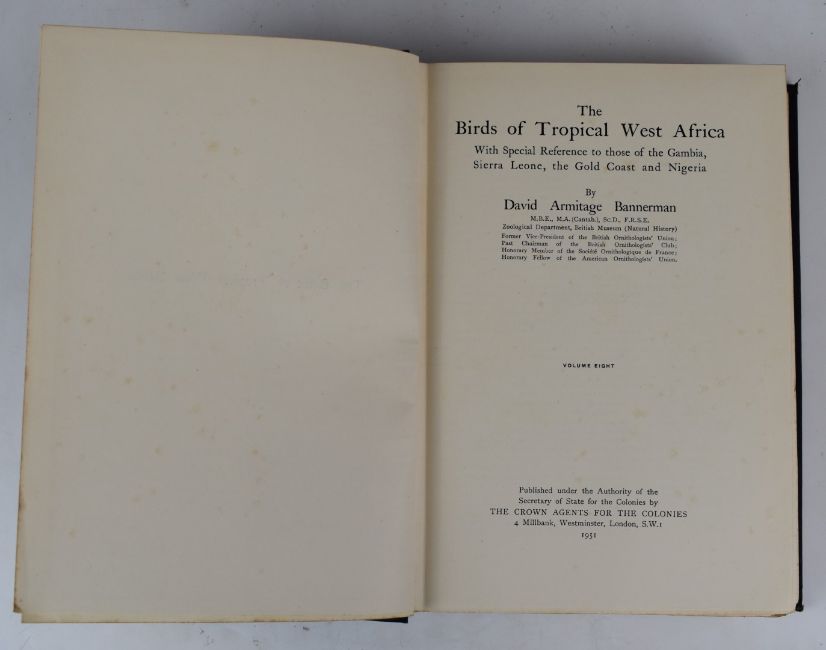 The
Birds of Tropical West Africa
With Special Reference to those of the Gambia,
Sierra Leone, the Gold Coast and Nigeria
By
David Armitage Bannerman
M.B.E., M.A. (Cantab.), Sc.D., F.R.S.E.
Zoological Department, British Museum (Natural History)
Former Vice-President of the British Ornithologists' Union;
Past Chairman of the British Ornithologists' Club;
Honorary Member of the Société Ornithologique de France;
Honorary Fellow of the American Ornithologists' Union.
VOLUME EIGHT
Published under the Authority of the
Secretary of State for the Colonies by
THE CROWN AGENTS FOR THE COLONIES
4 Millbank, Westminster, London, S.W.1
1951